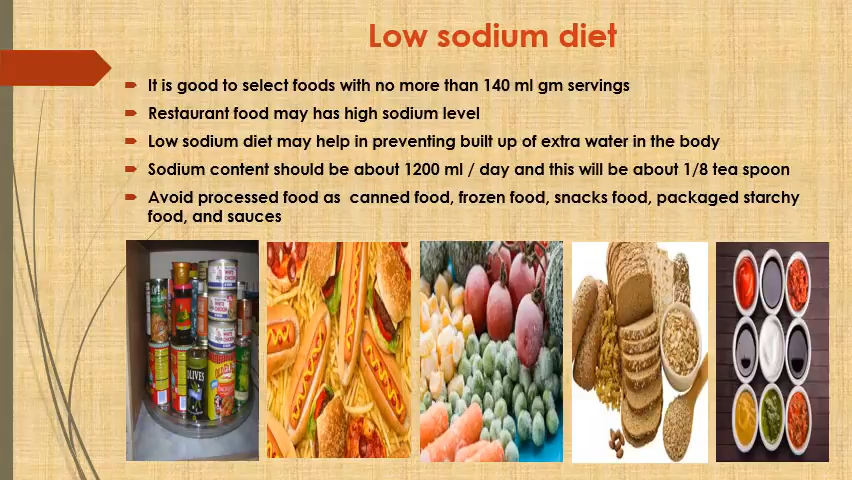 Low sodium diet
It is good to select foods with no more than 140 ml gm servings
Restaurant food may has high sodium level
Low sodium diet may help in preventing built up of extra water in the body
Sodium content should be about 1200 ml / day and this will be about 1/8 tea spoon
Avoid processed food as  canned food, frozen food, snacks food, packaged starchy
food, and sauces
OLIVES